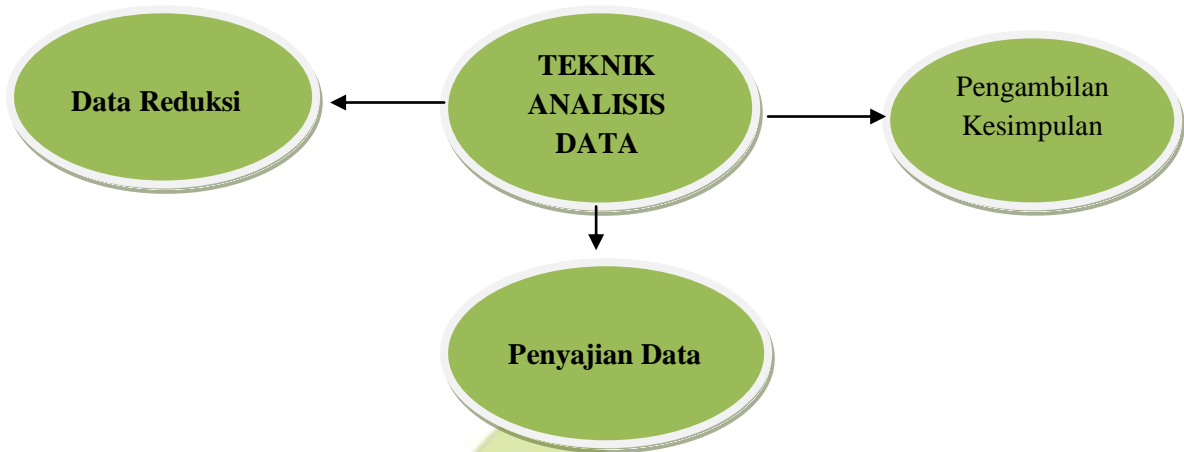 TEKNIK
ANALISIS
DATA
Data Reduksi
Pengambilan
Kesimpulan
Penyajian Data